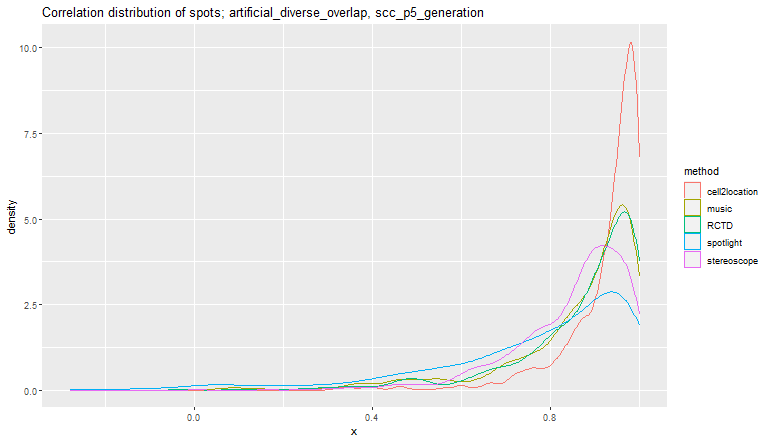 Correlation distribution of spots; artificial_diverse_overlap, scc_p5_generation
10.0
7.5
5.0
2.5
0.0
density
0.0
0.4
0.8
x
method
cell2location
music
RCTD
spotlight
stereoscope